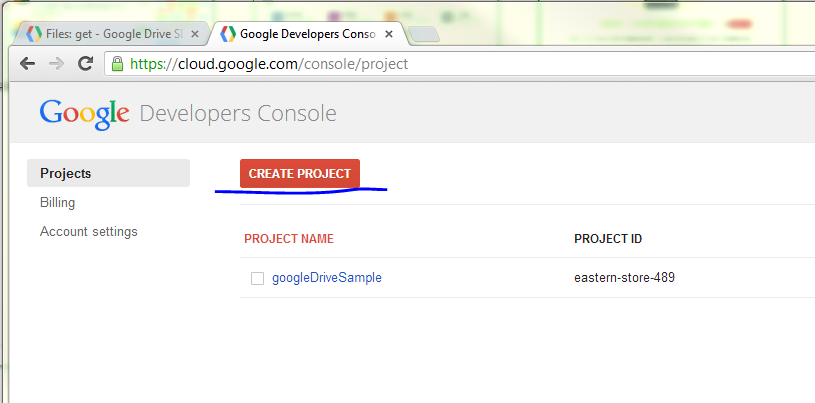 Files: get - Google Drive S
Google Developers Conso
https://cloud.google.com/console/project
Google Developers Console
Projects
CREATE PROJECT
Billing
Account settings
PROJECT NAME
PROJECT ID
googleDriveSample
eastern-store-489